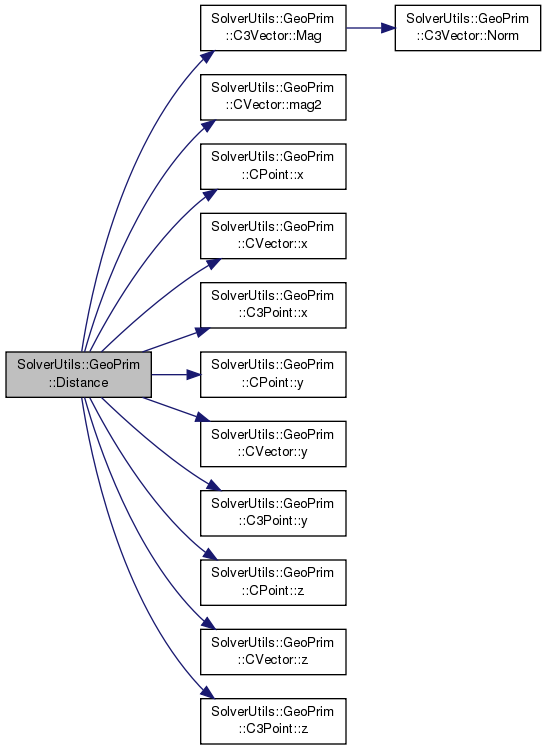 SolverUtils::GeoPrim
::Distance
SolverUtils::GeoPrim
::C3Vector::Mag
SolverUtils::GeoPrim
::C3Vector::Norm
SolverUtils::GeoPrim
::CVector::mag2
SolverUtils::GeoPrim
::CPoint::x
SolverUtils::GeoPrim
::CVector::x
SolverUtils::GeoPrim
::C3Point::x
SolverUtils::GeoPrim
::CPoint::y
SolverUtils::GeoPrim
::CVector::y
SolverUtils::GeoPrim
::C3Point::y
SolverUtils::GeoPrim
::CPoint::z
SolverUtils::GeoPrim
::CVector::z
SolverUtils::GeoPrim
::C3Point::z